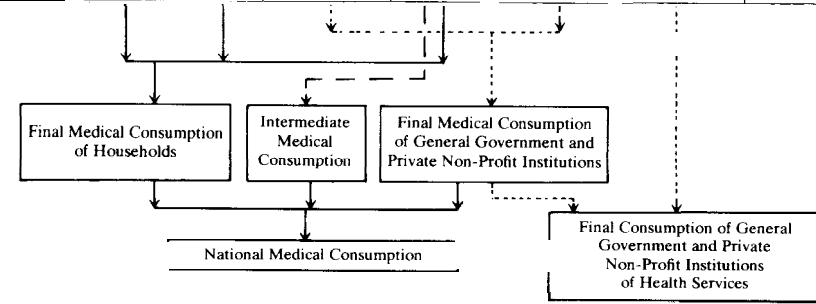 Final Medical Consumption
of Households
Intermediate
Medical
Consumption
Final Medical Consumption
of General Government and
Private Non-Profit Institutions
National Medical Consumption
Final Consumption of General
Government and Private
Non-Profit Institutions
of Health Services